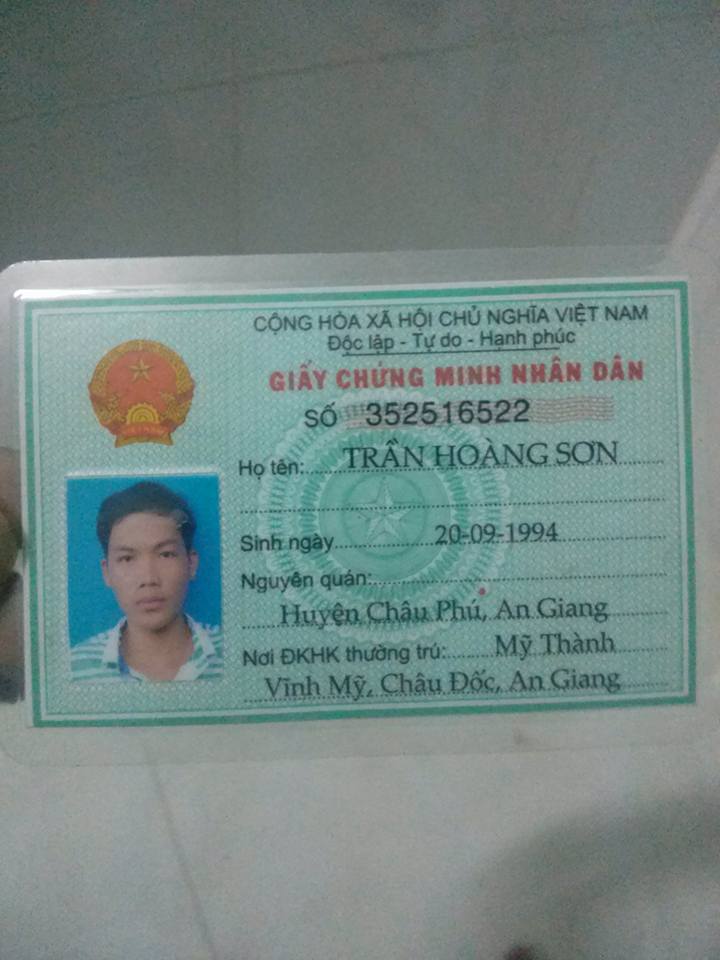 CỘNG HÒA XÃ HỘI CHỦ NGHĨA VIỆT NAM
Độc lập - Tự do - Hạnh phúc
GIẤY CHỨNG MINH NHÂN DÂN
SỐ 352516522
Họ tên: TRẦN HOÀNG SƠN
Sinh ngày 20-09-1994
Nguyên quán:
Huyện Châu Phú, An Giang
Nơi ĐKHK thường trú: Mỹ Thành
Vĩnh Mỹ, Châu Đốc, An Giang